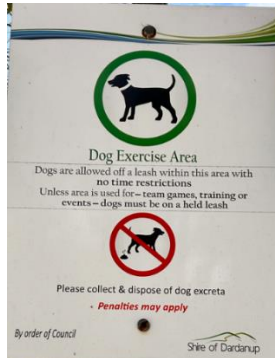 Dog Exercise Area
Dogs are allowed off a leash within this area with
no time restrictions
Unless area is used for – team games, training or
events – dogs must be on a held leash
Please collect & dispose of dog excreta
- Penalties may apply
By order of Council
Shire of Dardanup